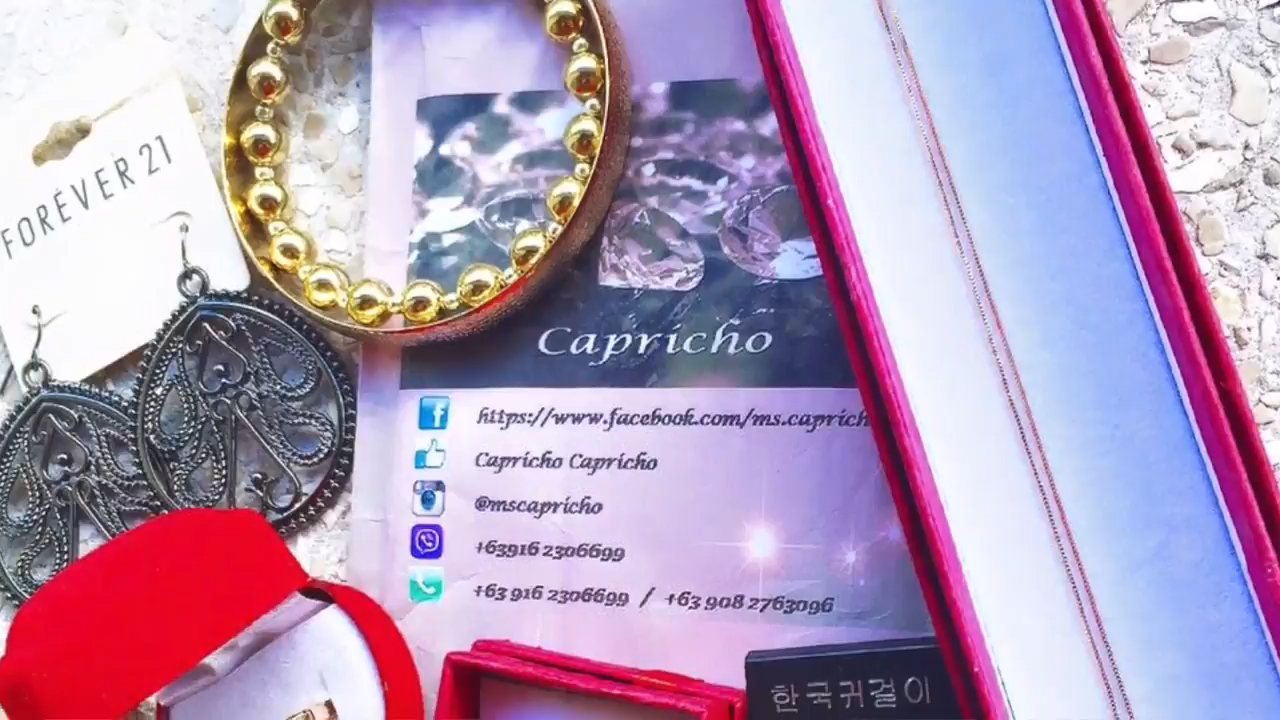 FOREVER 21
Capricho
https://www.facebook.com/ms.caprich
Capricho Capricho
@mscapricho
+63916 2306699
+63 916 2306699 / +63 908 2763096
한국귀걸이